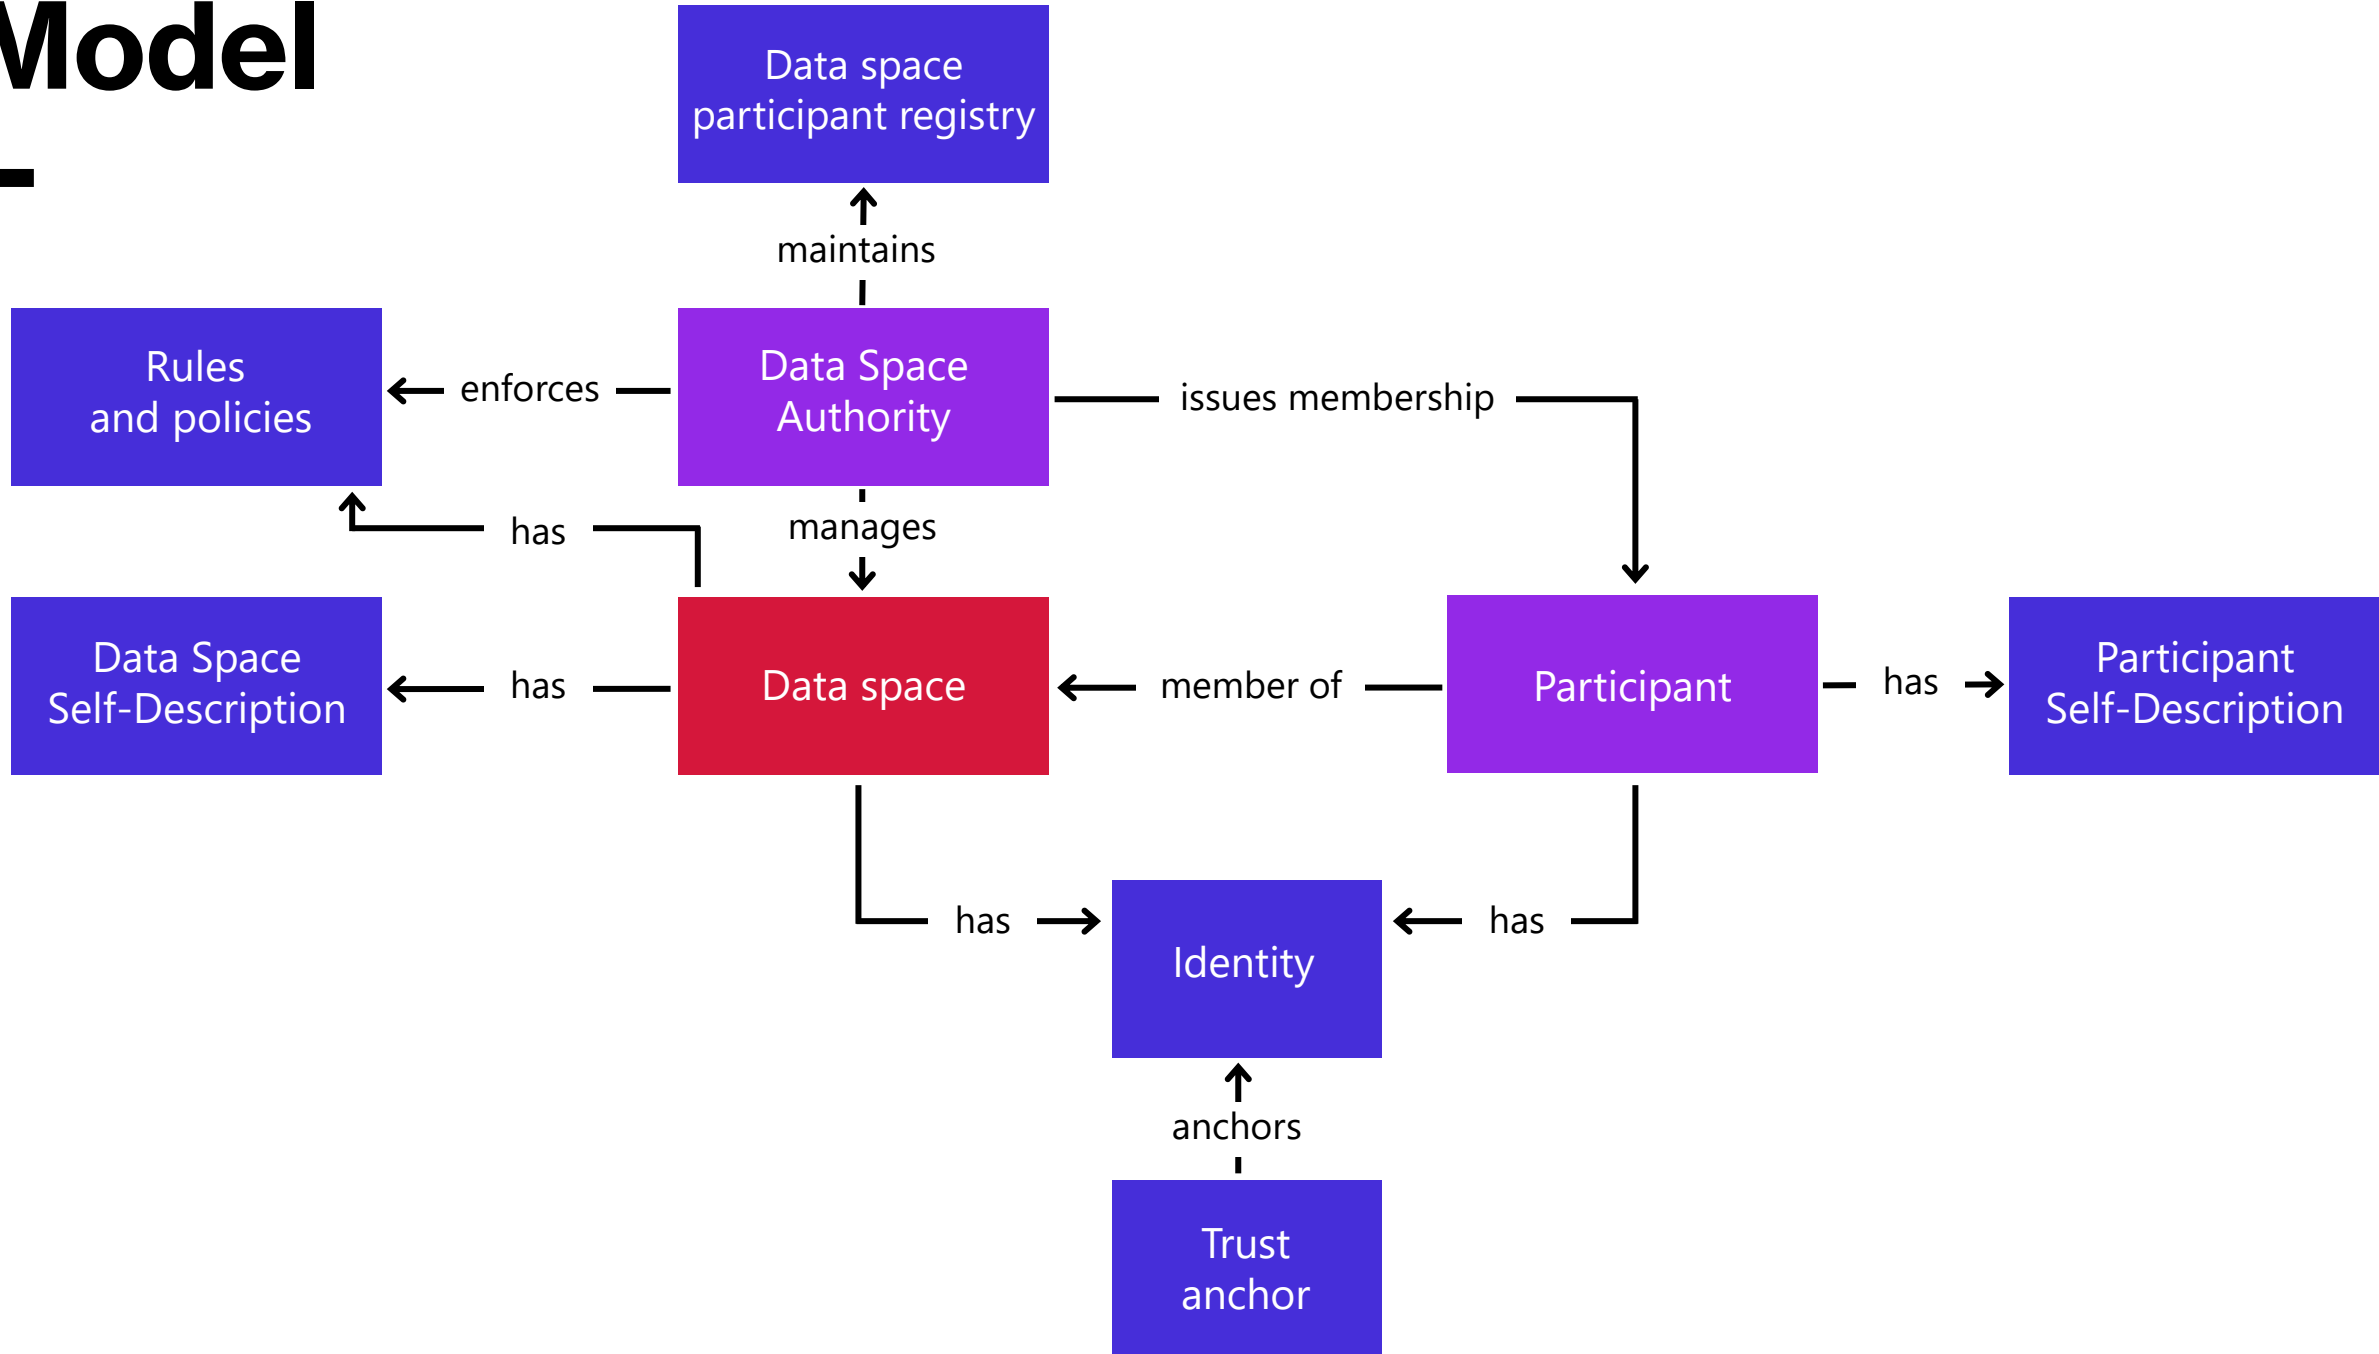 Model
Data space
participant registry
maintains
Rules
and policies
enforces
Data Space
Authority
issues membership
has
manages
Data Space
Self-Description
has
Data space
member of
Participant
has
Participant
Self-Description
has
Identity
has
anchors
Trust
anchor